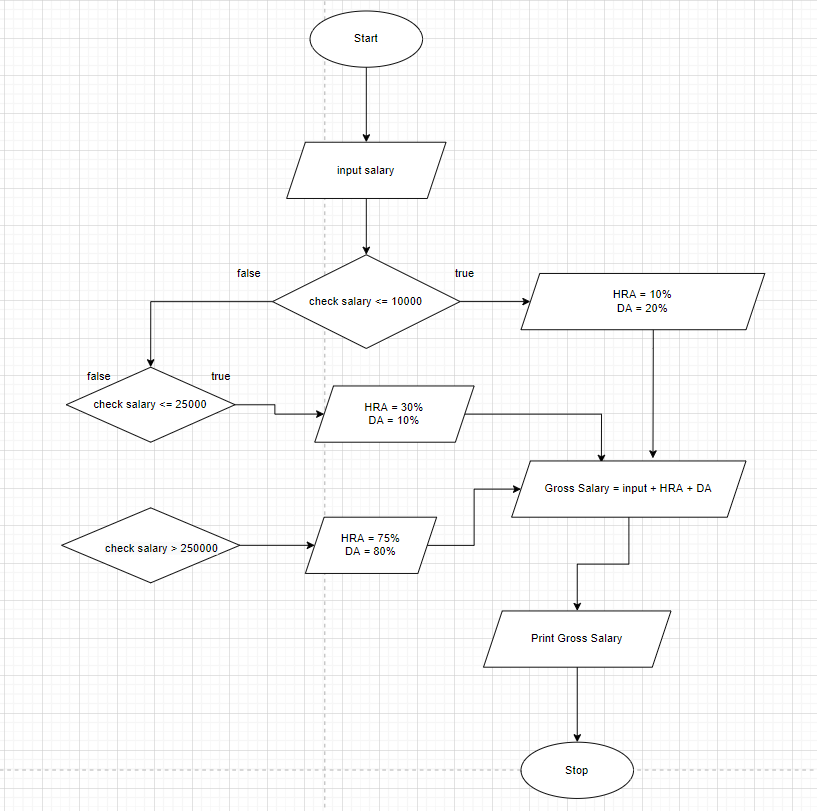 Start
input salary
false
true
check salary <= 10000
HRA = 10%
DA = 20%
false
true
check salary <= 25000
HRA = 30%
DA = 10%
Gross Salary = input + HRA + DA
check salary > 250000
HRA = 75%
DA = 80%
Print Gross Salary
Stop